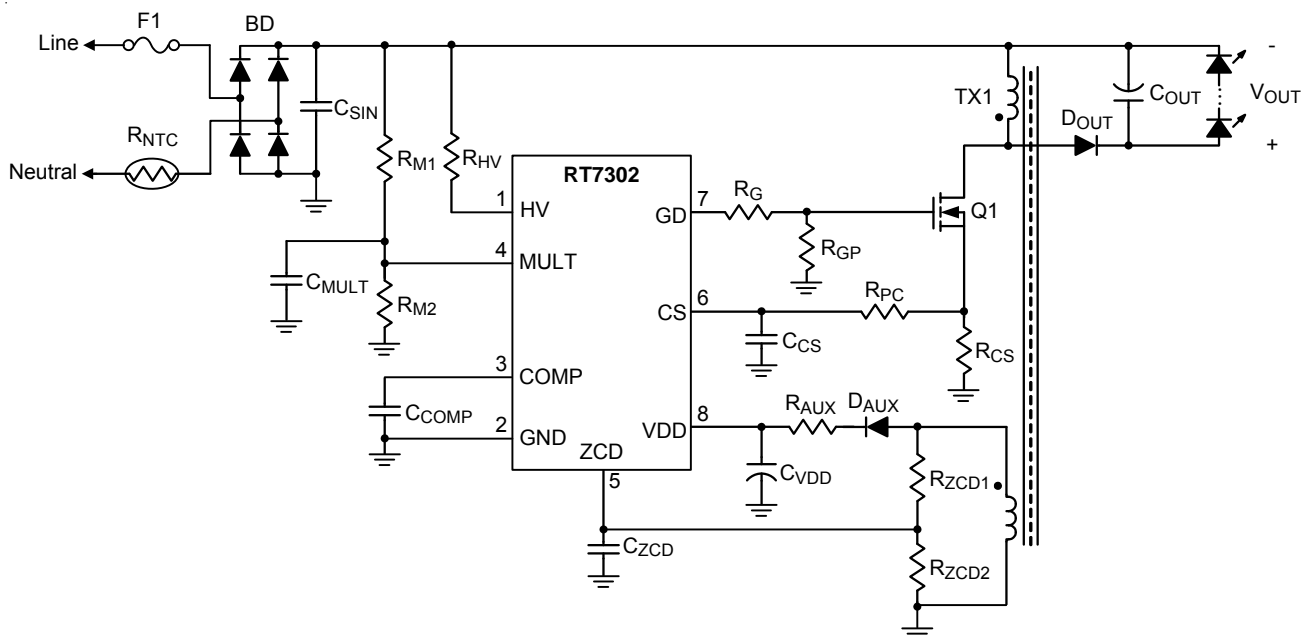 F1
BD
Line
CSIN
TX1
COUT
-
VOUT
+
DOUT
RNTC
Neutral
RM1
RHV
RT7302
1
HV
GD
7
RG
Q1
RGP
4
MULT
CMULT
RM2
CS
6
RPC
CCS
RCS
3
COMP
CCOMP
2
GND
VDD
8
RAUX
DAUX
CVDD
ZCD
5
RZCD1
CZCD
RZCD2